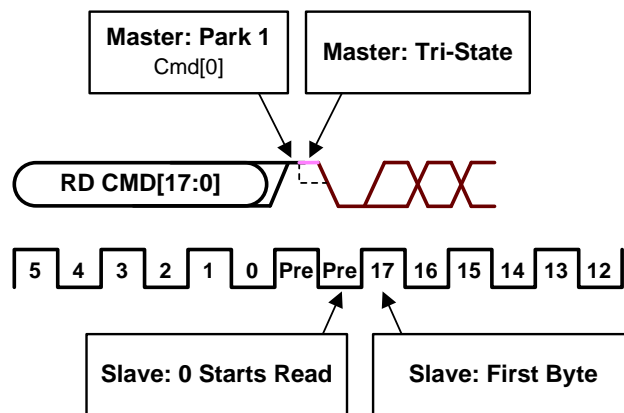 Master: Park 1
Cmd[0]
Master: Tri-State
RD CMD[17:0]
5 4 3 2 1 0 Pre Pre 17 16 15 14 13 12
Slave: 0 Starts Read
Slave: First Byte